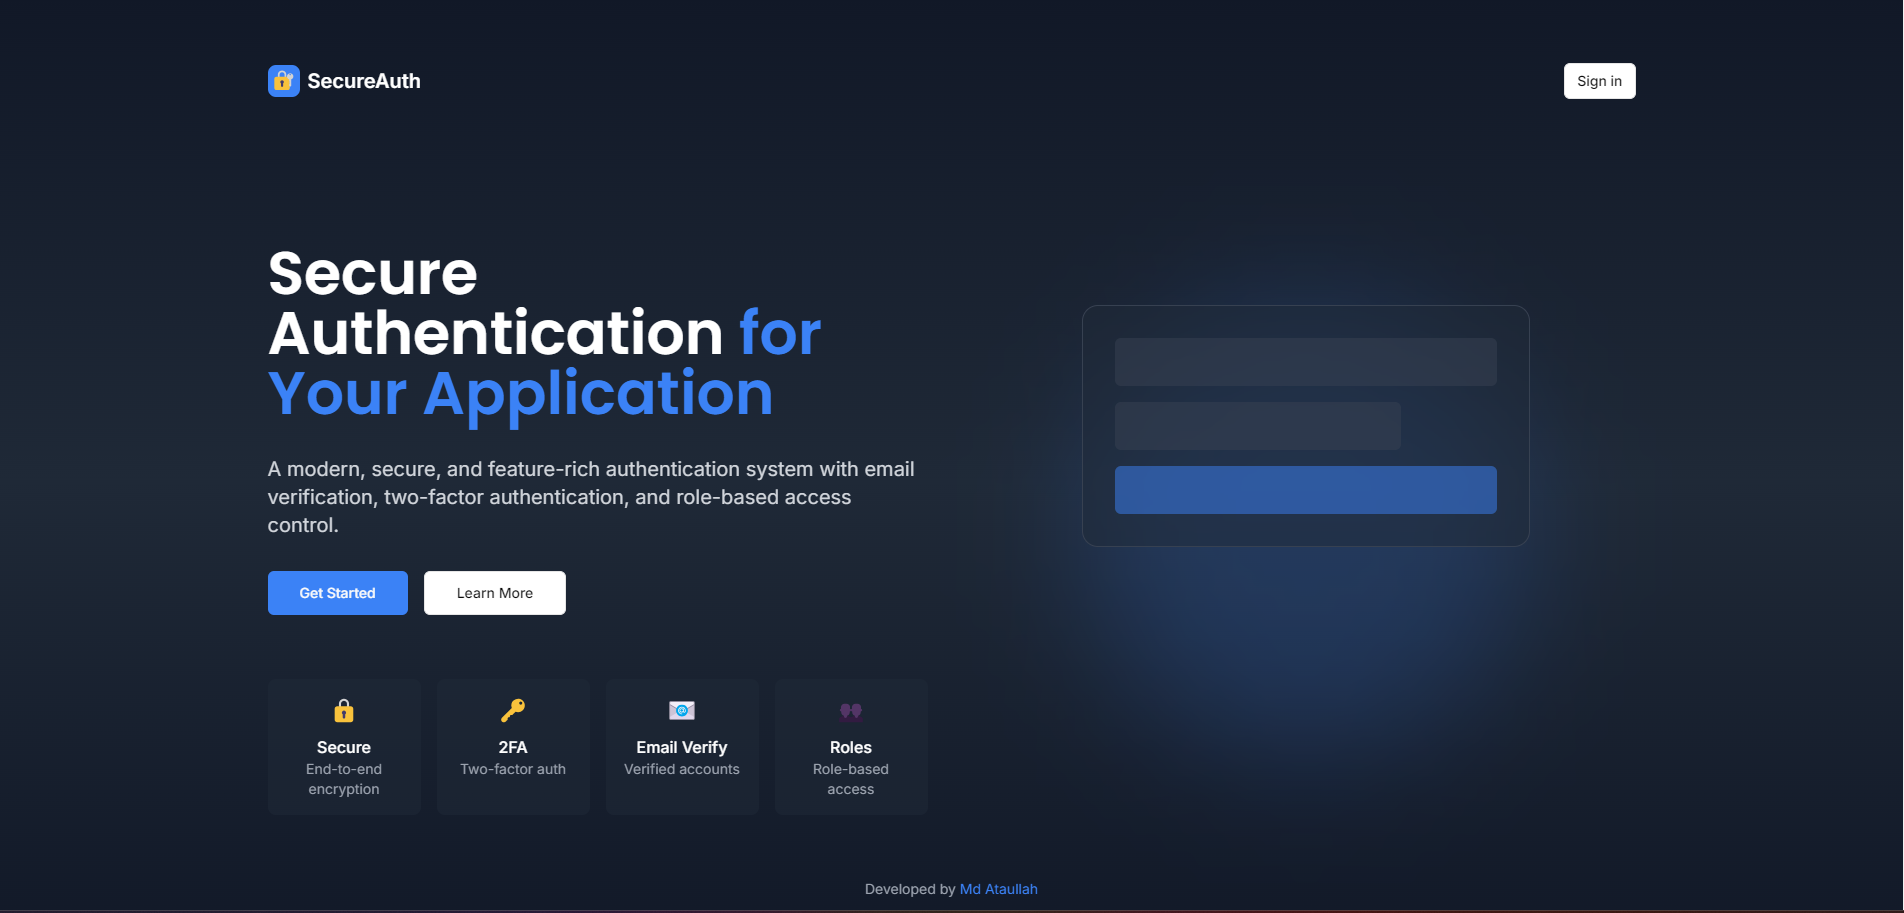 SecureAuth
Sign in
Secure
Authentication for
Your Application
A modern, secure, and feature-rich authentication system with email
verification, two-factor authentication, and role-based access
control.
Get Started
Learn More
Secure
End-to-end
encryption
2FA
Two-factor auth
Email Verify
Verified accounts
Roles
Role-based
access
Developed by Md Ataullah